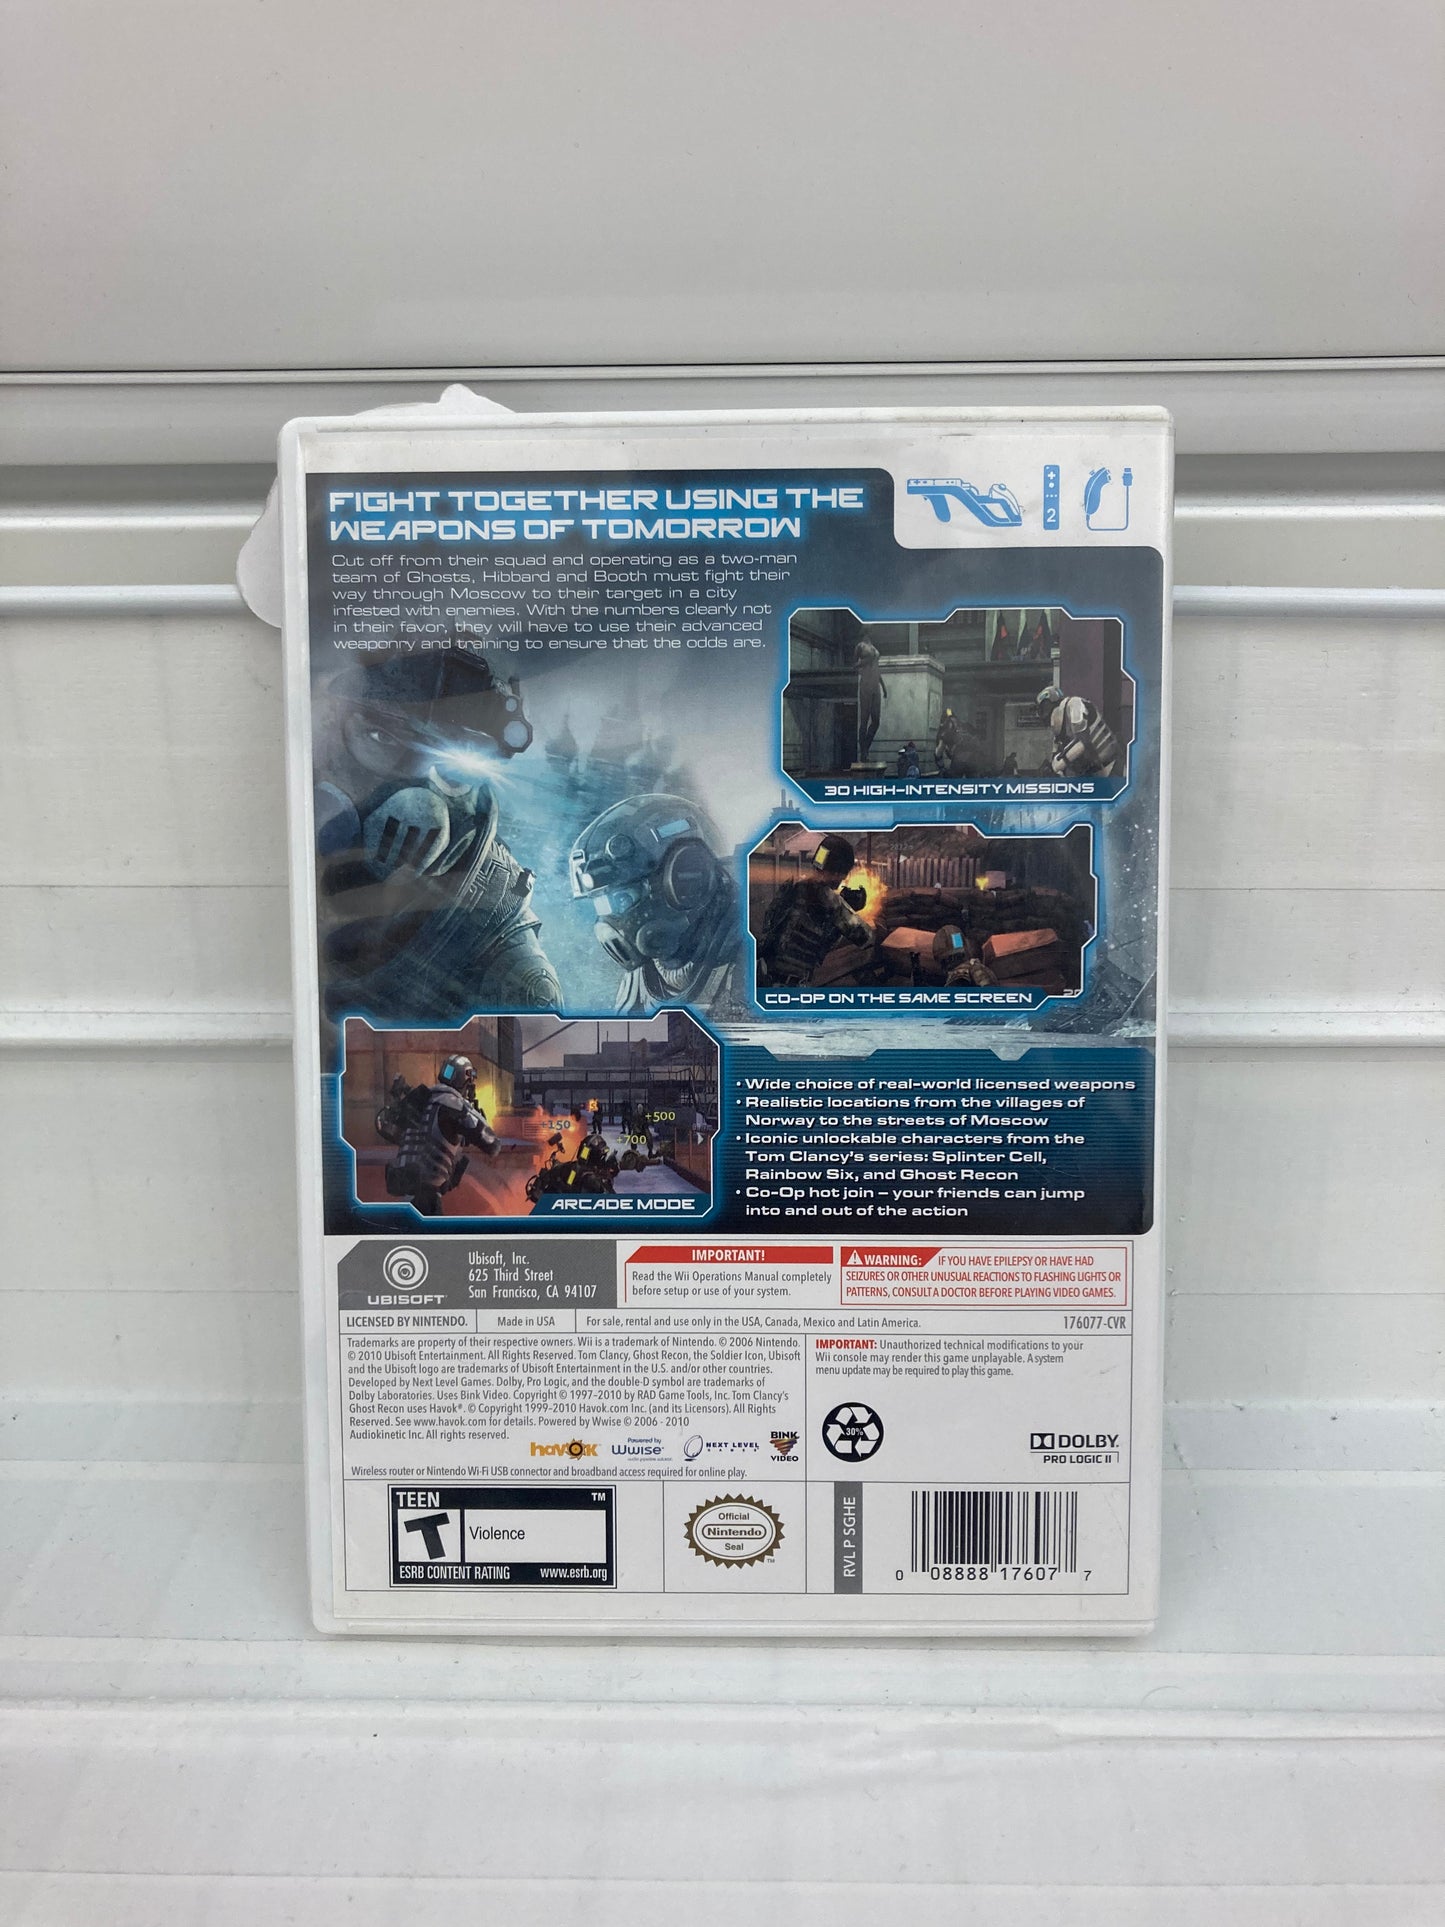 FIGHT TOGETHER USING THE
WEAPONS OF TOMORROW
Cut off from their squad and operating as a two-man
team of Ghosts, Hibbard and Booth must fight their
way through Moscow to their target in a city
infested with enemies. With the numbers clearly not
in their favor, they will have to use their advanced
weaponry and training to ensure that the odds are.
2
30 HIGH-INTENSITY MISSIONS
CO-OP ON THE SAME SCREEN
+150
+500
+700
ARCADE MODE
• Wide choice of real-world licensed weapons
• Realistic locations from the villages of
Norway to the streets of Moscow
• Iconic unlockable characters from the
Tom Clancy's series: Splinter Cell,
Rainbow Six, and Ghost Recon
• Co-Op hot join – your friends can jump
into and out of the action
UBISOFT
Ubisoft, Inc.
625 Third Street
San Francisco, CA 94107
IMPORTANT!
Read the Wii Operations Manual completely
before setup or use of your system.
WARNING: IF YOU HAVE EPILEPSY OR HAVE HAD
SEIZURES OR OTHER UNUSUAL REACTIONS TO FLASHING LIGHTS OR
PATTERNS, CONSULT A DOCTOR BEFORE PLAYING VIDEO GAMES.
LICENSED BY NINTENDO.
Made in USA
For sale, rental and use only in the USA, Canada, Mexico and Latin America.
176077-CVR
Trademarks are property of their respective owners. Wii is a trademark of Nintendo. © 2006 Nintendo.
© 2010 Ubisoft Entertainment. All Rights Reserved. Tom Clancy, Ghost Recon, the Soldier Icon, Ubisoft
and the Ubisoft logo are trademarks of Ubisoft Entertainment in the U.S. and/or other countries.
Developed by Next Level Games. Dolby, Pro Logic, and the double-D symbol are trademarks of
Dolby Laboratories. Uses Bink Video. Copyright © 1997-2010 by RAD Game Tools, Inc. Tom Clancy's
Ghost Recon uses Havok®. © Copyright 1999-2010 Havok.com Inc. (and its Licensors). All Rights
Reserved. See www.havok.com for details. Powered by Wwise © 2006 - 2010
Audiokinetic Inc. All rights reserved.
havok
Powered by
Wwise
NEXT LEVEL
GAMES
BINK
VIDEO
Wireless router or Nintendo Wi-Fi USB connector and broadband access required for online play.
IMPORTANT: Unauthorized technical modifications to your
Wii console may render this game unplayable. A system
menu update may be required to play this game.
30%
DOLBY
PRO LOGIC II
TEEN
TM
T
Violence
ESRB CONTENT RATING
www.esrb.org
Official
Nintendo
Seal
TM
RVL P SGHE
0 08888 17607 7